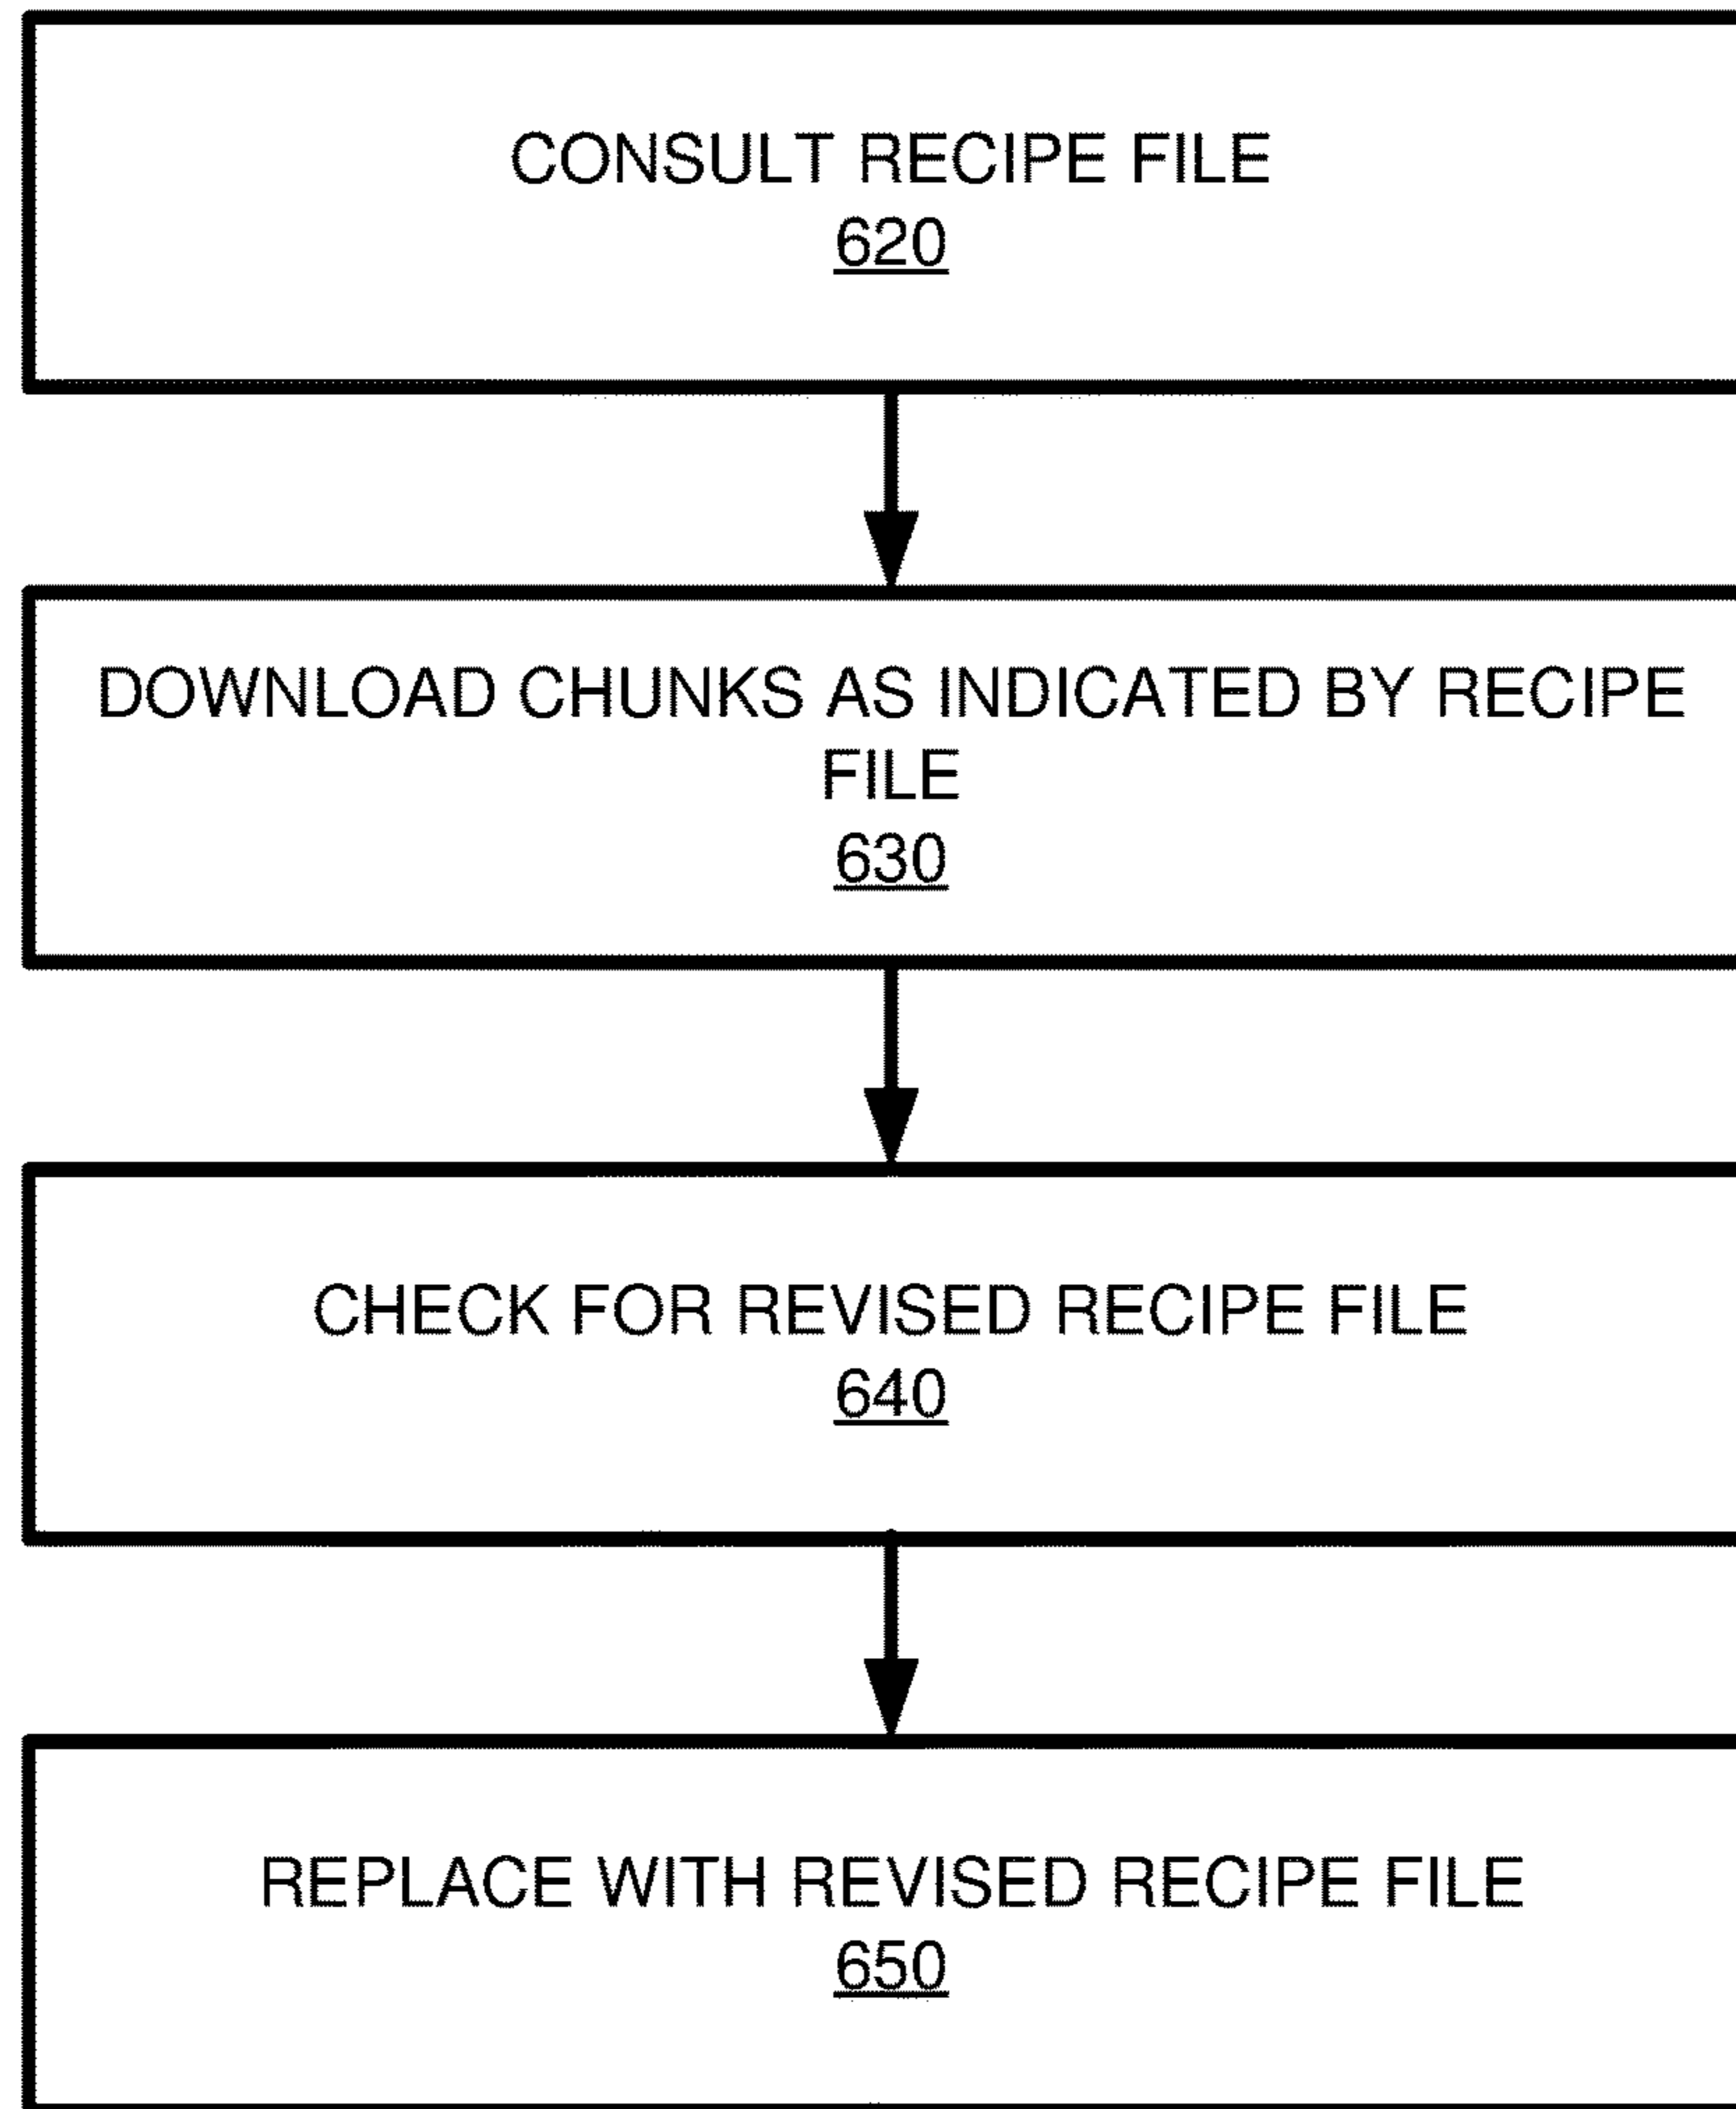 CONSULT RECIPE FILE
620
DOWNLOAD CHUNKS AS INDICATED BY RECIPE
FILE
630
CHECK FOR REVISED RECIPE FILE
640
REPLACE WITH REVISED RECIPE FILE
650